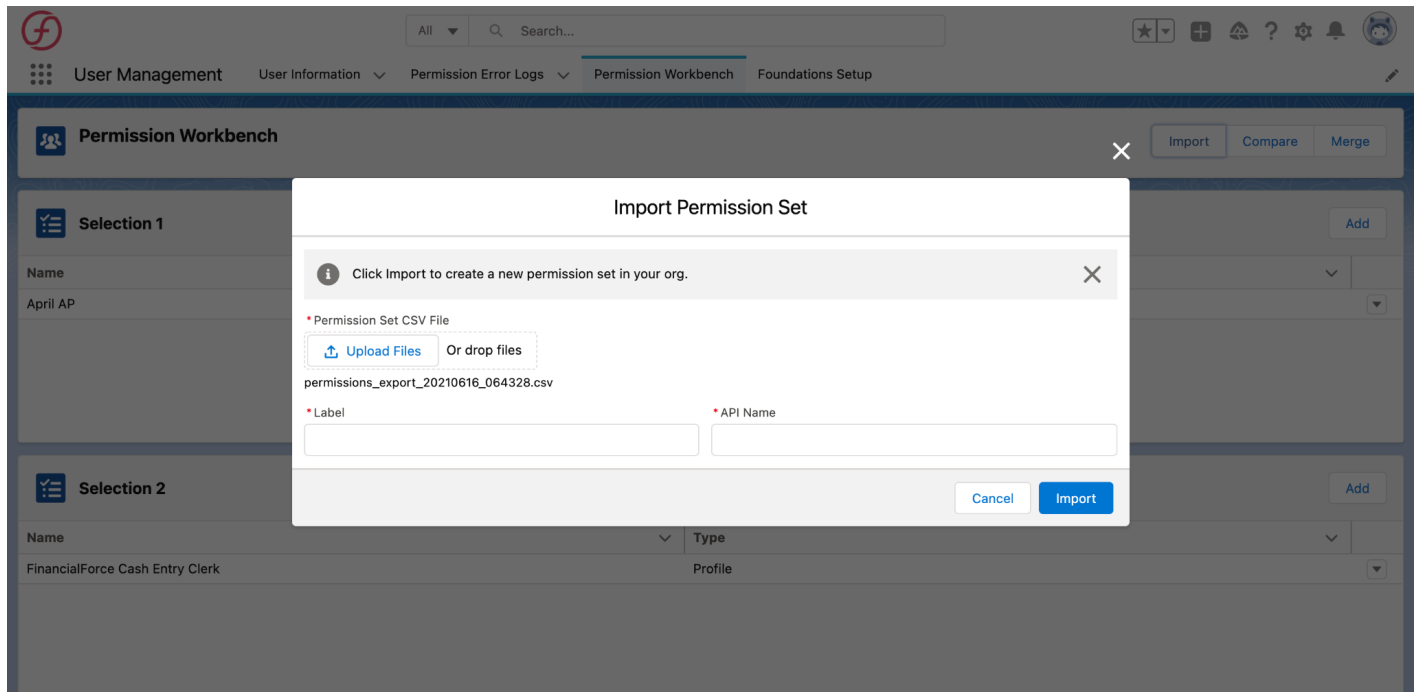 All
Search...
User Management
User Information
Permission Error Logs
Permission Workbench
Foundations Setup
Permission Workbench
Import
Compare
Merge
Import Permission Set
Selection 1
Add
Click Import to create a new permission set in your org.
Name
April AP
* Permission Set CSV File
Upload Files
Or drop files
permissions_export_20210616_064328.csv
* Label
* API Name
Selection 2
Add
Cancel
Import
Name
Type
FinancialForce Cash Entry Clerk
Profile